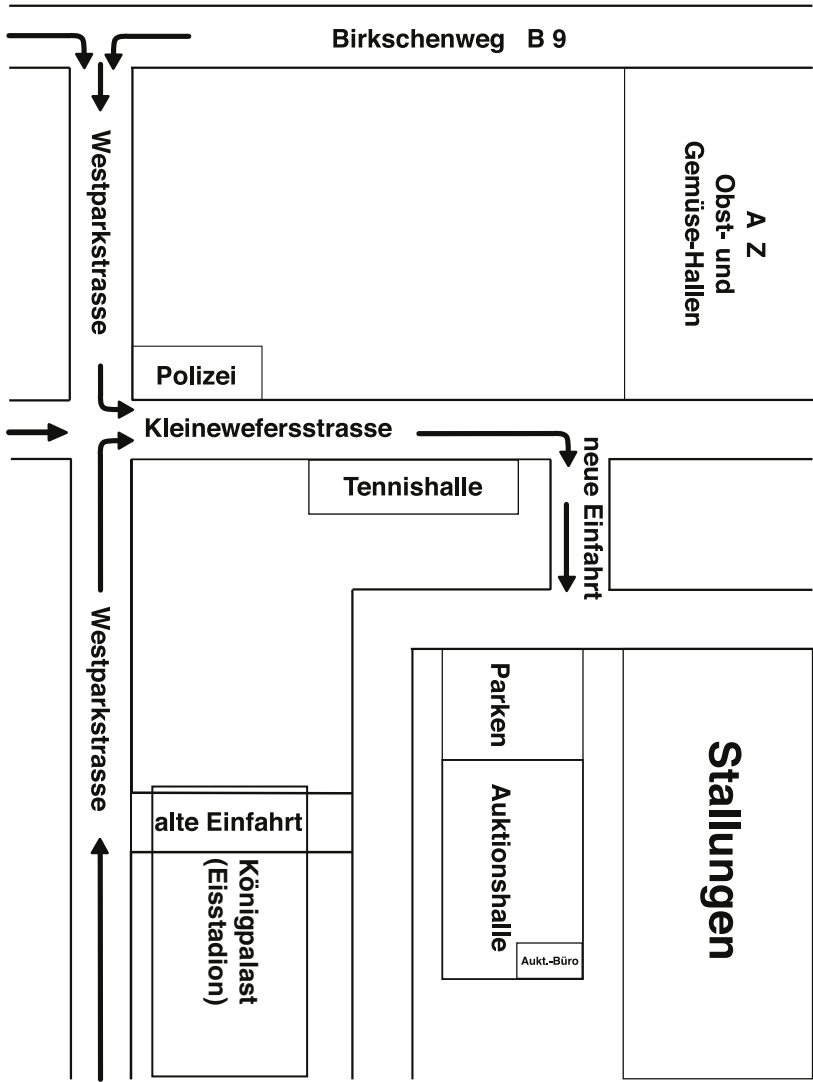 Birkschenweg B 9
Westparkstrasse
A Z
Obst- und
Gemüse-Hallen
Polizei
Kleinewefersstrasse
neue Einfahrt
Tennishalle
Westparkstrasse
Parken
Stallungen
alte Einfahrt
Auktionshalle
Königpalast
(Eisstadion)
Aukt.-Büro